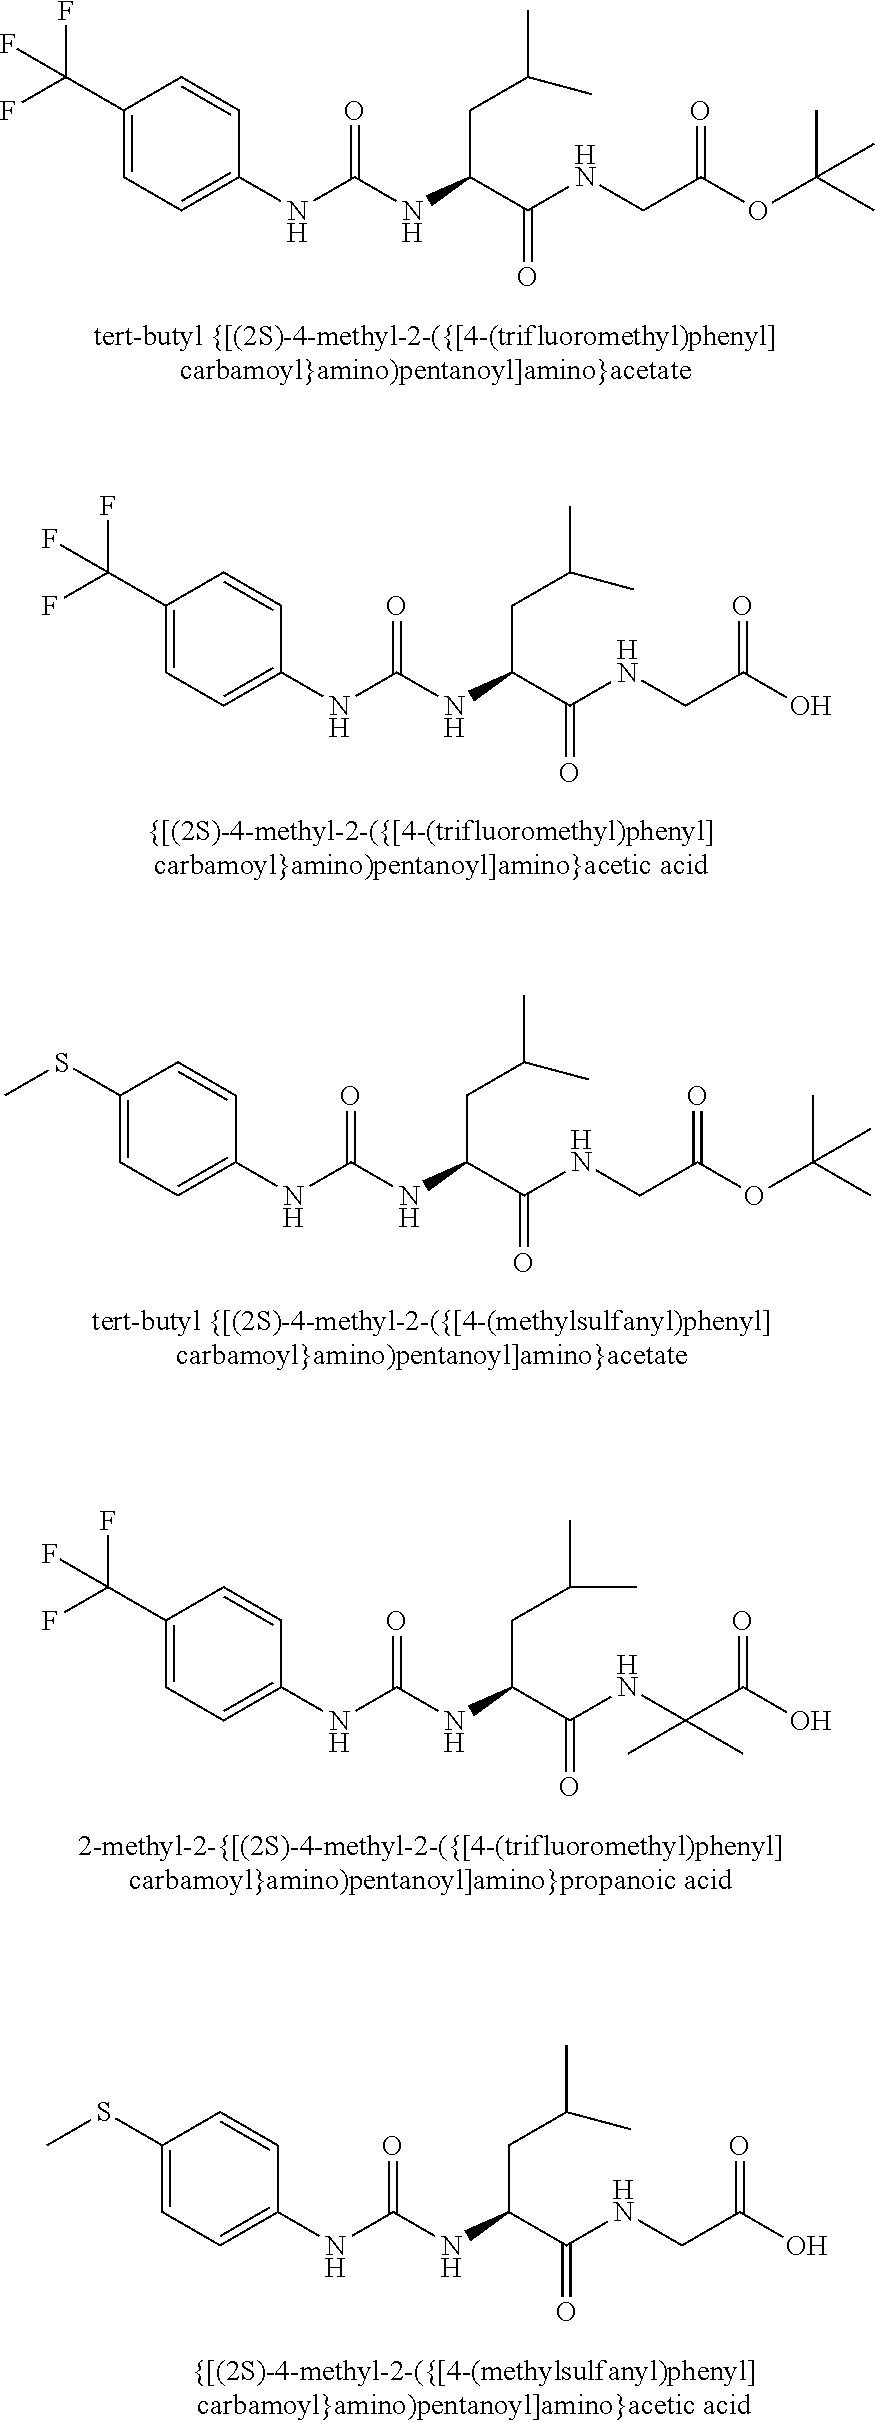 F
F
F
O
O
H
N
N
H
N
H
O
O
tert-butyl {[(2S)-4-methyl-2-({[4-(trifluoromethyl)phenyl]
carbamoyl}amino)pentanoyl]amino}acetate
F
F
F
O
O
H
N
N
H
N
H
OH
O
{[(2S)-4-methyl-2-({[4-(trifluoromethyl)phenyl]
carbamoyl}amino)pentanoyl]amino}acetic acid
S
O
O
H
N
N
H
N
H
O
O
tert-butyl {[(2S)-4-methyl-2-({[4-(methylsulfanyl)phenyl]
carbamoyl}amino)pentanoyl]amino}acetate
F
F
F
O
O
H
N
N
H
N
H
OH
O
2-methyl-2-{[(2S)-4-methyl-2-({[4-(trifluoromethyl)phenyl]
carbamoyl}amino)pentanoyl]amino}propanoic acid
S
O
O
H
N
N
H
N
H
OH
O
{[(2S)-4-methyl-2-({[4-(methylsulfanyl)phenyl]
carbamoyl}amino)pentanoyl]amino}acetic acid